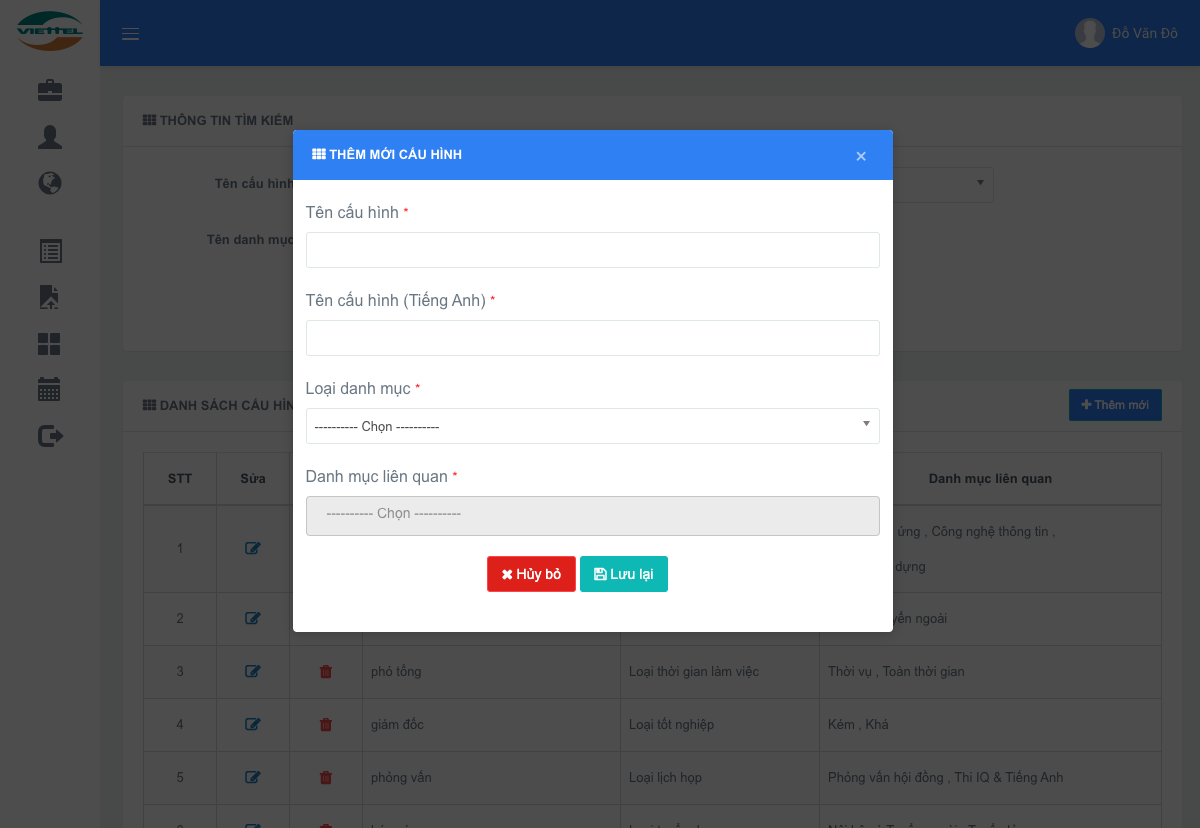 VIETTEL
Đỗ Văn Đô
THÔNG TIN TÌM KIẾM
Tên cấu hình
Tên danh mục
THÊM MỚI CẤU HÌNH
×
Tên cấu hình *
Tên cấu hình (Tiếng Anh) *
Loại danh mục *
---------- Chọn ----------
Danh mục liên quan *
---------- Chọn ----------
Hủy bỏ Lưu lại
DANH SÁCH CẤU HÌN
Thêm mới
STT Sửa Danh mục liên quan
1 ứng , Công nghệ thông tin ,
dụng
2 ngoài
3 phó tổng Loại thời gian làm việc Thời vụ , Toàn thời gian
4 giám đốc Loại tốt nghiệp Kém , Khá
5 phỏng vấn Loại lịch họp Phỏng vấn hội đồng , Thi IQ & Tiếng Anh